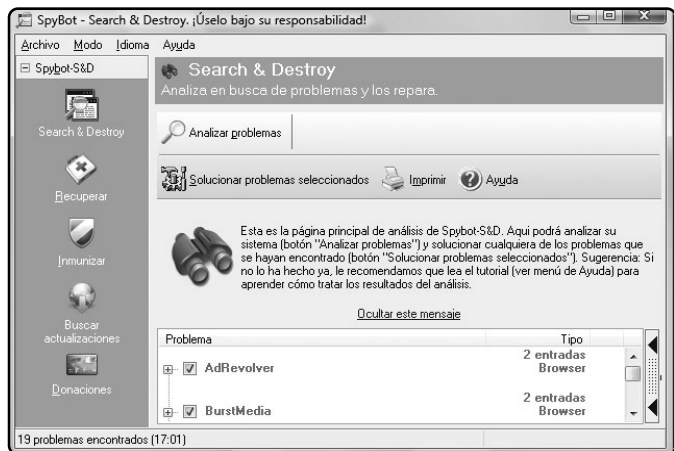 SpyBot - Search & Destroy. ¡Úselo bajo su responsabilidad!
Archivo Modo Idioma Ayuda
Spybot-S&D
Search & Destroy
Recuperar
Inmunizar
Buscar
actualizaciones
Donaciones
Search & Destroy
Analiza en busca de problemas y los repara.
Analizar problemas
Solucionar problemas seleccionados Imprimir Ayuda
Esta es la página principal de análisis de Spybot-S&D. Aqui podrá analizar su
sistema (botón "Analizar problemas") y solucionar cualquiera de los problemas que
se hayan encontrado (botón "Solucionar problemas seleccionados"). Sugerencia: Si
no lo ha hecho ya, le recomendamos que lea el tutorial (ver menú de Ayuda) para
aprender cómo tratar los resultados del análisis.
Ocultar este mensaje
Problema Tipo
AdRevolver 2 entradas
Browser
BurstMedia 2 entradas
Browser
19 problemas encontrados (17:01)